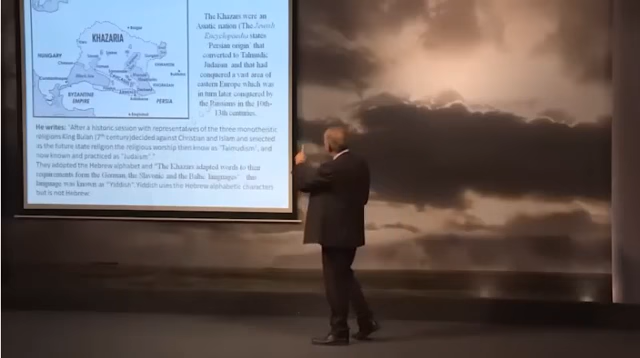 KHAZARIA
HUNGARY
BYZANTINE
EMPIRE
PERSIA
The Khazars were an
Asiatic nation (The Jewish
Encyclopaedia states
Persian origin that
converted to Talmudic
Judaism and that had
conquered a vast area of
eastern Europe which was
in turn later conquered by
the Russians in the 10th-
13th centuries.
He writes: "After a historic session with representatives of the three monotheistic
religions King Bulan (7th century) decided against Christian and Islam and selected
as the future state religion the religious worship then know as "Talmudism", and
now known and practiced as "Judaism"."
They adopted the Hebrew alphabet and "The Khazars adapted words to their
requirements form the German, the Slavonic and the Baltic languages" this
language was known as "Yiddish". Yiddish uses the Hebrew alphabetic characters
but is not Hebrew.